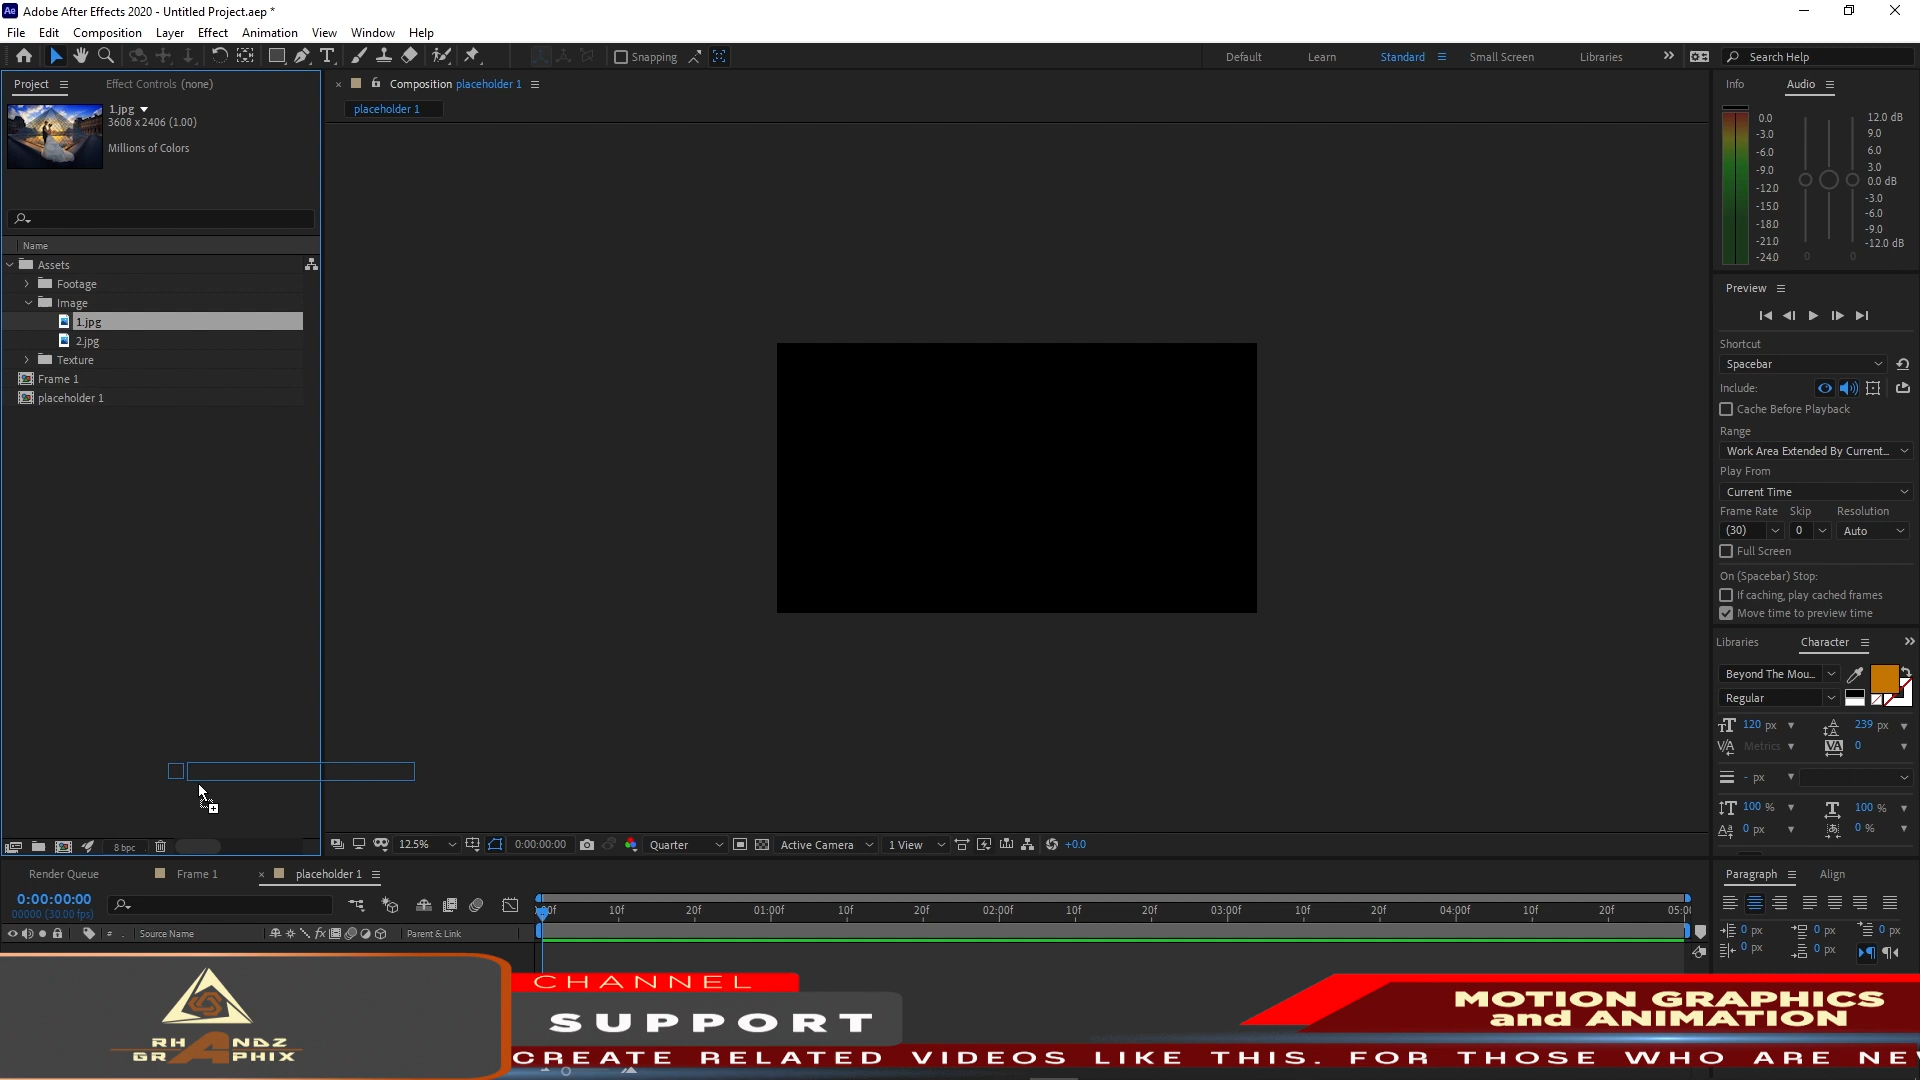 Adobe After Effects 2020 - Untitled Project.aep *
File Edit Composition Layer Effect Animation View Window Help
Snapping
Default Learn Standard Small Screen Libraries
Search Help
Project
Effect Controls (none)
1.jpg
3608 x 2406 (1.00)
Millions of Colors
Name
Assets
Footage
Image
1.jpg
2.jpg
Texture
Frame 1
placeholder 1
8 bpc
Composition placeholder 1
placeholder 1
12.5%
0:00:00:00
Quarter
Active Camera
1 View
+0.0
Info
Audio
0.0
-3.0
-6.0
-9.0
-12.0
-15.0
-18.0
-21.0
-24.0
12.0 dB
9.0
6.0
3.0
0.0 dB
-3.0
-6.0
-9.0
-12.0 dB
0 0
Preview
Shortcut
Spacebar
Include:
Cache Before Playback
Range
Work Area Extended By Current...
Play From
Current Time
Frame Rate Skip Resolution
(30) 0 Auto
Full Screen
On (Spacebar) Stop:
If caching, play cached frames
Move time to preview time
Libraries
Character
Beyond The Mou...
Regular
120 px 239 px
Metrics 0
- px
100 % 100 %
0 px 0 %
Paragraph
Align
0 px 0 px 0 px
0 px 0 px
Render Queue
Frame 1
placeholder 1
0:00:00:00
00000 (30.00 fps)
# . Source Name
Parent & Link
:00f 10f 20f 01:00f 10f 20f 02:00f 10f 20f 03:00f 10f 20f 04:00f 10f 20f 05:0
RHANDZ
GRAPHIX
CHANNEL
SUPPORT
MOTION GRAPHICS
and ANIMATION
CREATE RELATED VIDEOS LIKE THIS. FOR THOSE WHO ARE NE